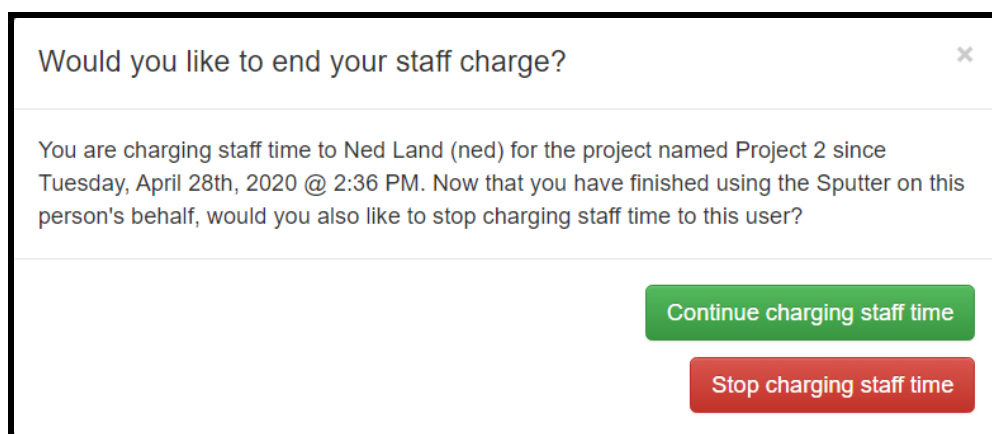 Would you like to end your staff charge?
×
You are charging staff time to Ned Land (ned) for the project named Project 2 since
Tuesday, April 28th, 2020 @ 2:36 PM. Now that you have finished using the Sputter on this
person's behalf, would you also like to stop charging staff time to this user?
Continue charging staff time
Stop charging staff time